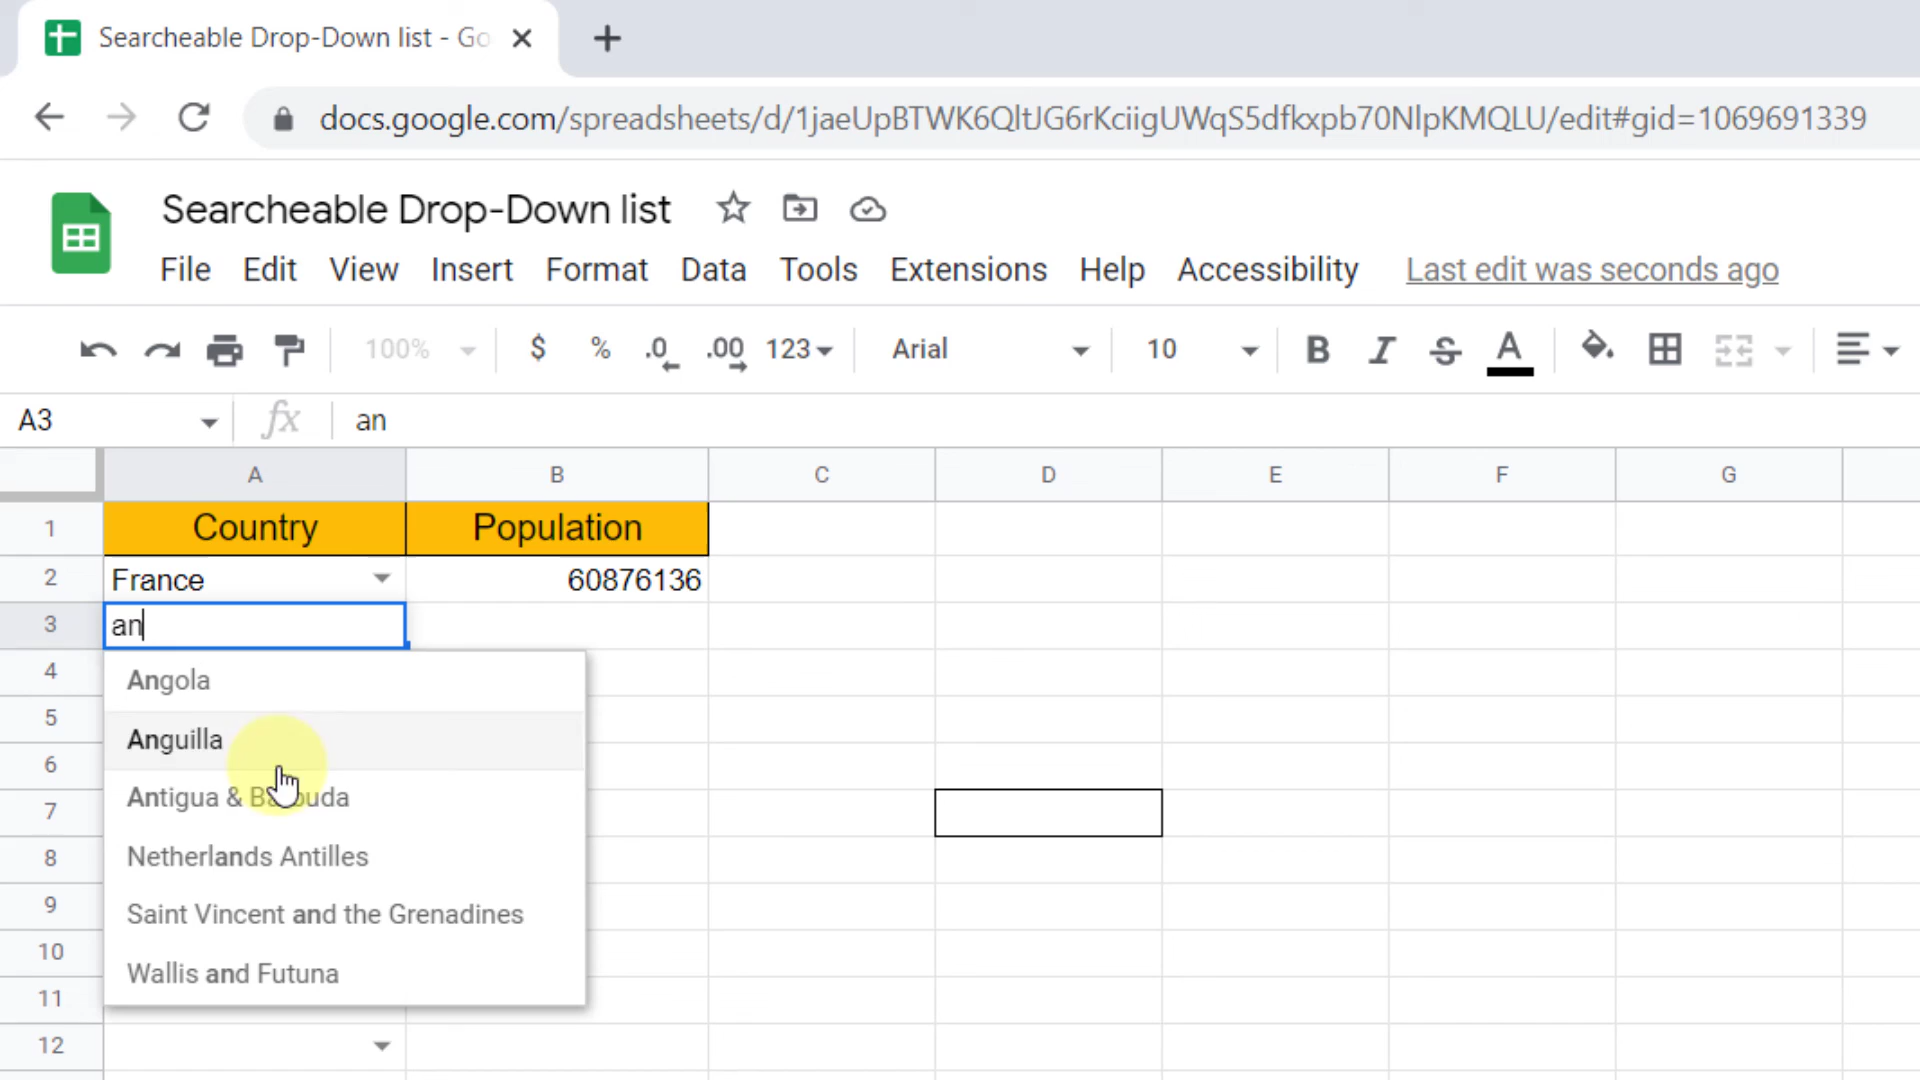 Searcheable Drop-Down list - Go
docs.google.com/spreadsheets/d/1jaeUpBTWK6QltJG6rKciigUWqS5dfkxpb70NlpKMQLU/edit#gid=1069691339
Searcheable Drop-Down list
File Edit View Insert Format Data Tools Extensions Help Accessibility Last edit was seconds ago
100% $ % .0 .00 123 Arial 10 B I S A
A3 fx an
A B C D E F G
1 Country Population
2 France 60876136
3 an
4 Angola
5 Anguilla
6
7 Antigua & Barbuda
8 Netherlands Antilles
9 Saint Vincent and the Grenadines
10 Wallis and Futuna
11
12